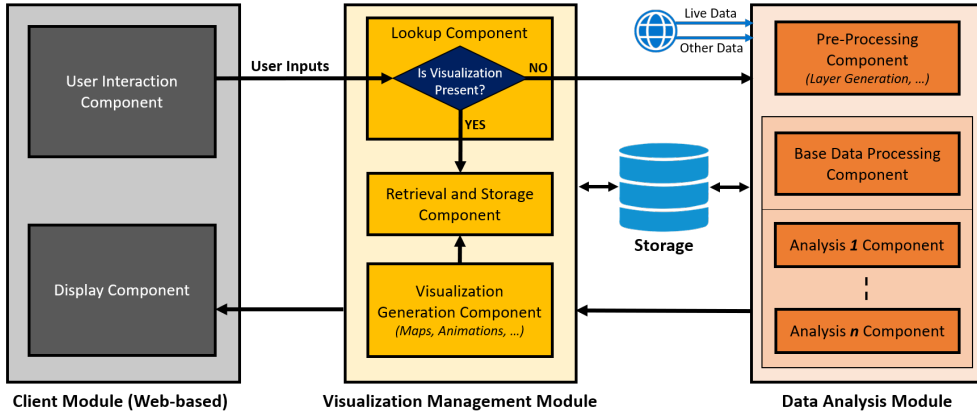 User Interaction
Component
Display Component
Client Module (Web-based)
User Inputs
Lookup Component
Is Visualization
Present?
NO
YES
Retrieval and Storage
Component
Visualization
Generation Component
(Maps, Animations, ...)
Visualization Management Module
Live Data
Other Data
Storage
Pre-Processing
Component
(Layer Generation, ...)
Base Data Processing
Component
Analysis 1 Component
Analysis n Component
Data Analysis Module